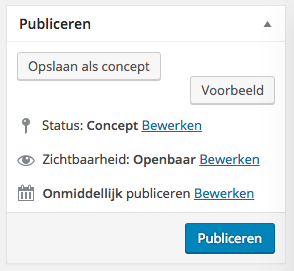 Publiceren
Opslaan als concept
Voorbeeld
Status: Concept Bewerken
Zichtbaarheid: Openbaar Bewerken
Onmiddellijk publiceren Bewerken
Publiceren